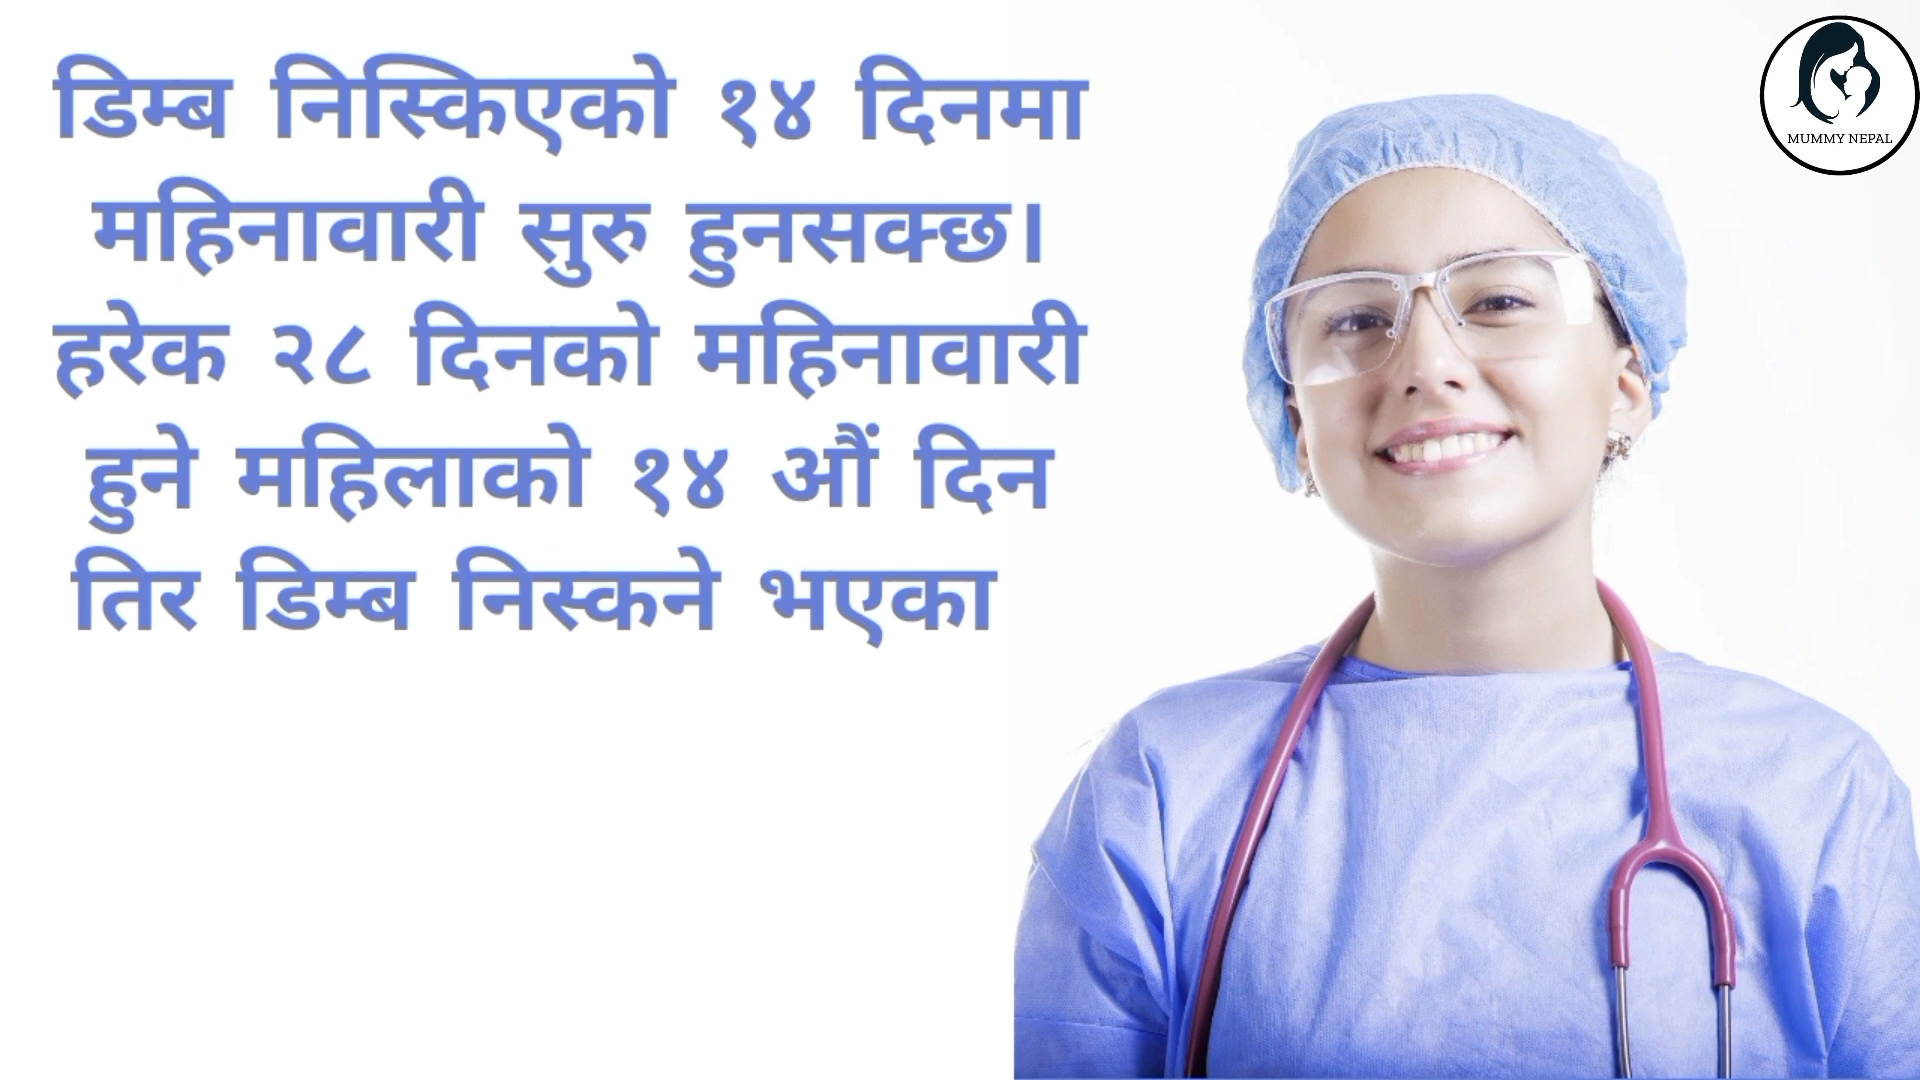 डिम्ब निस्किएको १४ दिनमा
महिनावारी सुरु हुनसक्छ।
हरेक २८ दिनको महिनावारी
हुने महिलाको १४ औं दिन
तिर डिम्ब निस्कने भएका
MUMMY NEPAL